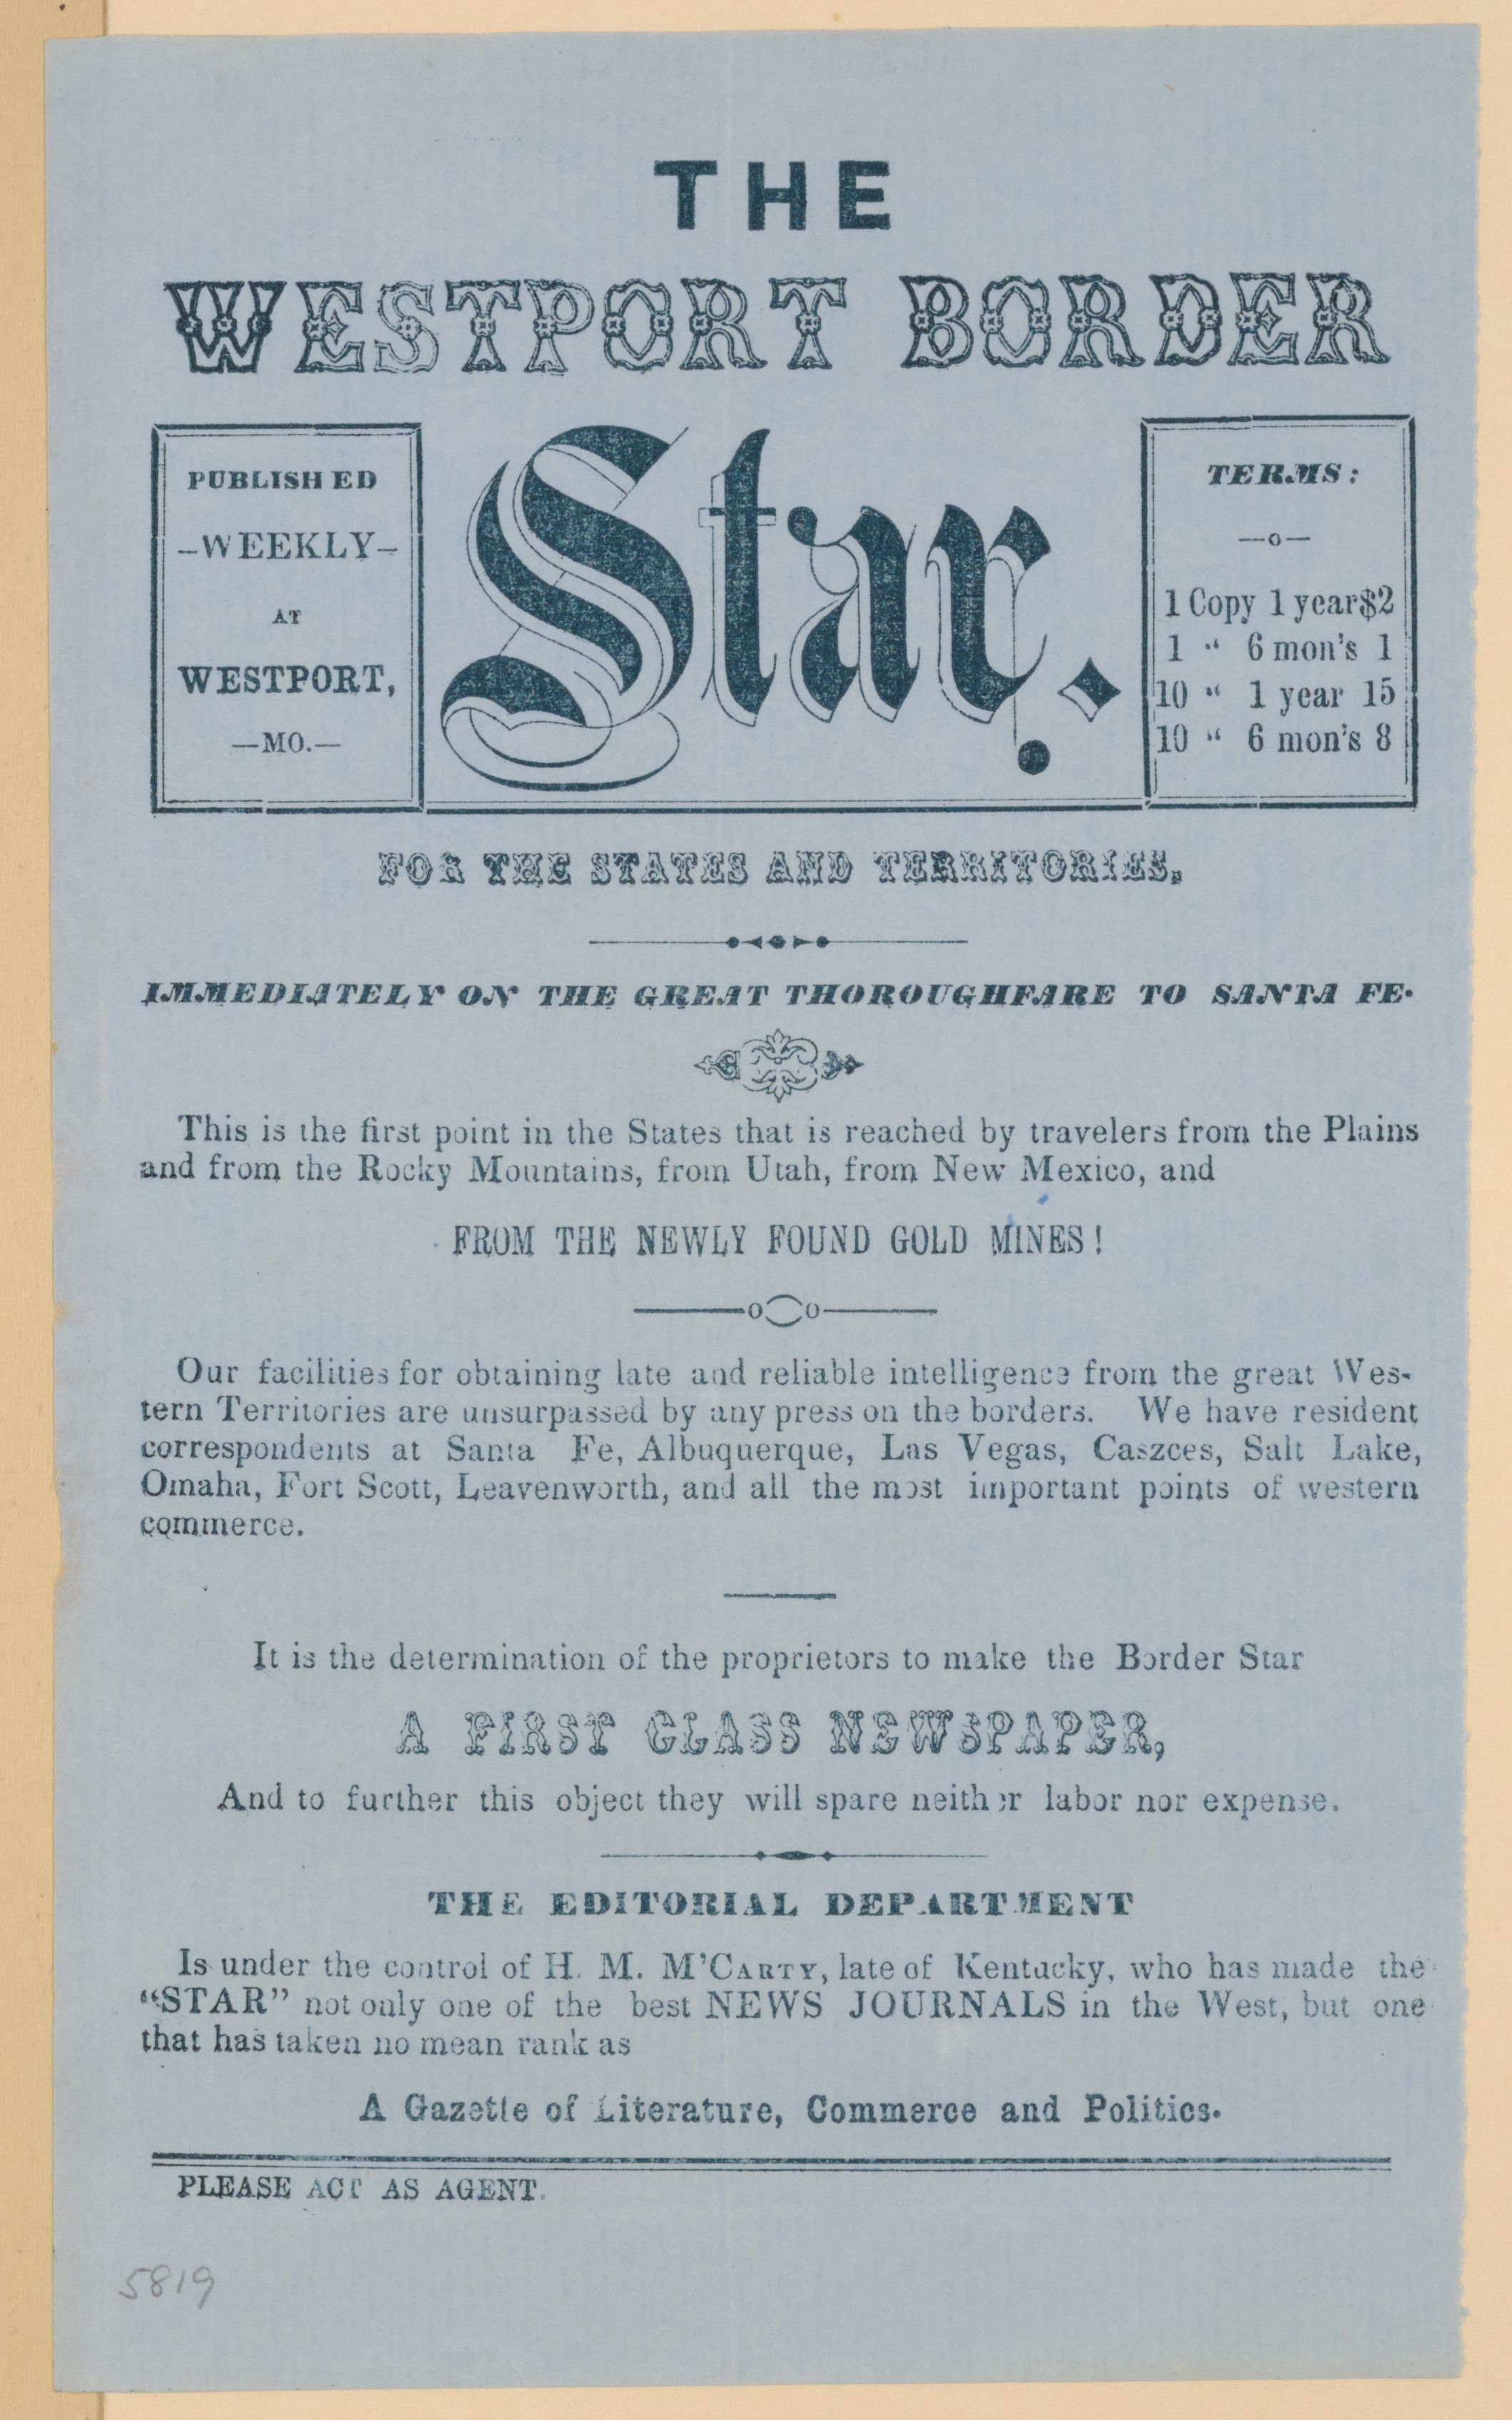 THE
WESTPORT BORDER
Star.
PUBLISHED
–WEEKLY–
AT
WESTPORT,
—MO.—
TERMS:
—o—
1 Copy 1 year $2
1 “ 6 mon's 1
10 “ 1 year 15
10 “ 6 mon's 8
FOR THE STATES AND TERRITORIES,
IMMEDIATELY ON THE GREAT THOROUGHFARE TO SANTA FE.
This is the first point in the States that is reached by travelers from the Plains
and from the Rocky Mountains, from Utah, from New Mexico, and
FROM THE NEWLY FOUND GOLD MINES!
Our facilities for obtaining late and reliable intelligence from the great Wes-
tern Territories are unsurpassed by any press on the borders. We have resident
correspondents at Santa Fe, Albuquerque, Las Vegas, Caszces, Salt Lake,
Omaha, Fort Scott, Leavenworth, and all the most important points of western
commerce.
It is the determination of the proprietors to make the Border Star
A FIRST CLASS NEWSPAPER,
And to further this object they will spare neither labor nor expense.
THE EDITORIAL DEPARTMENT
Is under the control of H. M. M'CARTY, late of Kentucky, who has made the
“STAR” not only one of the best NEWS JOURNALS in the West, but one
that has taken no mean rank as
A Gazette of Literature, Commerce and Politics.
PLEASE ACT AS AGENT.
5819